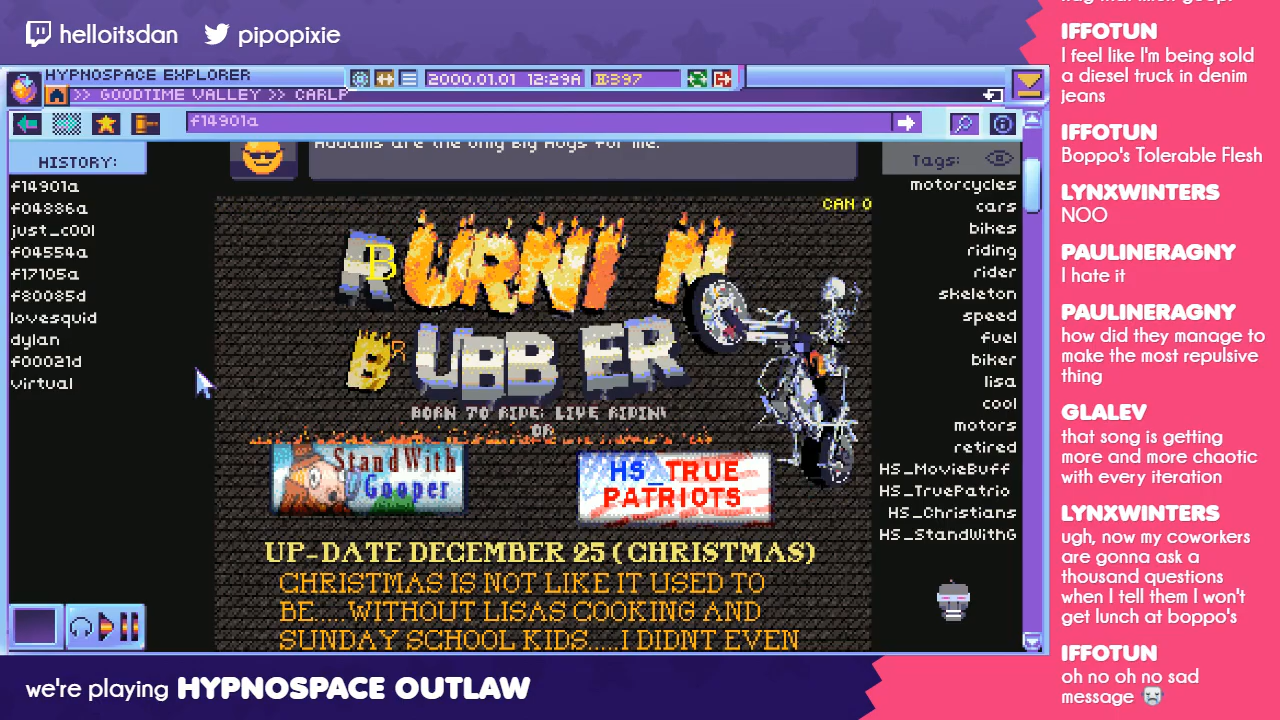 helloitsdan pipopixie
HYPNOSPACE EXPLORER
2000.01.01 12:29A
397
>> GOODTIME VALLEY >> CARLP
f14901a
HISTORY:
f14901a
f04886a
just_c00l
f04554a
f17105a
f80085d
lovesquid
dylan
f00021d
virtual
Addams are the only Big Hogs for me.
CAN O
BURNIN
RUBBER
BORN TO RIDE; LIVE RIDIN!
OR
StandWith
Gooper
HS_TRUE
PATRIOTS
UP-DATE DECEMBER 25 (CHRISTMAS)
CHRISTMAS IS NOT LIKE IT USED TO
BE.....WITHOUT LISAS COOKING AND
SUNDAY SCHOOL KIDS.....I DIDNT EVEN
Tags:
motorcycles
cars
bikes
riding
rider
skeleton
speed
fuel
biker
lisa
cool
motors
retired
HS_MovieBuff
HS_TruePatrio
HS_Christians
HS_StandWithG
we're playing HYPNOSPACE OUTLAW
IFFOTUN
I feel like I'm being sold
a diesel truck in denim
jeans
IFFOTUN
Boppo's Tolerable Flesh
LYNXWINTERS
NOO
PAULINERAGNY
I hate it
PAULINERAGNY
how did they manage to
make the most repulsive
thing
GLALEV
that song is getting
more and more chaotic
with every iteration
LYNXWINTERS
ugh, now my coworkers
are gonna ask a
thousand questions
when I tell them I won't
get lunch at boppo's
IFFOTUN
oh no oh no sad
message